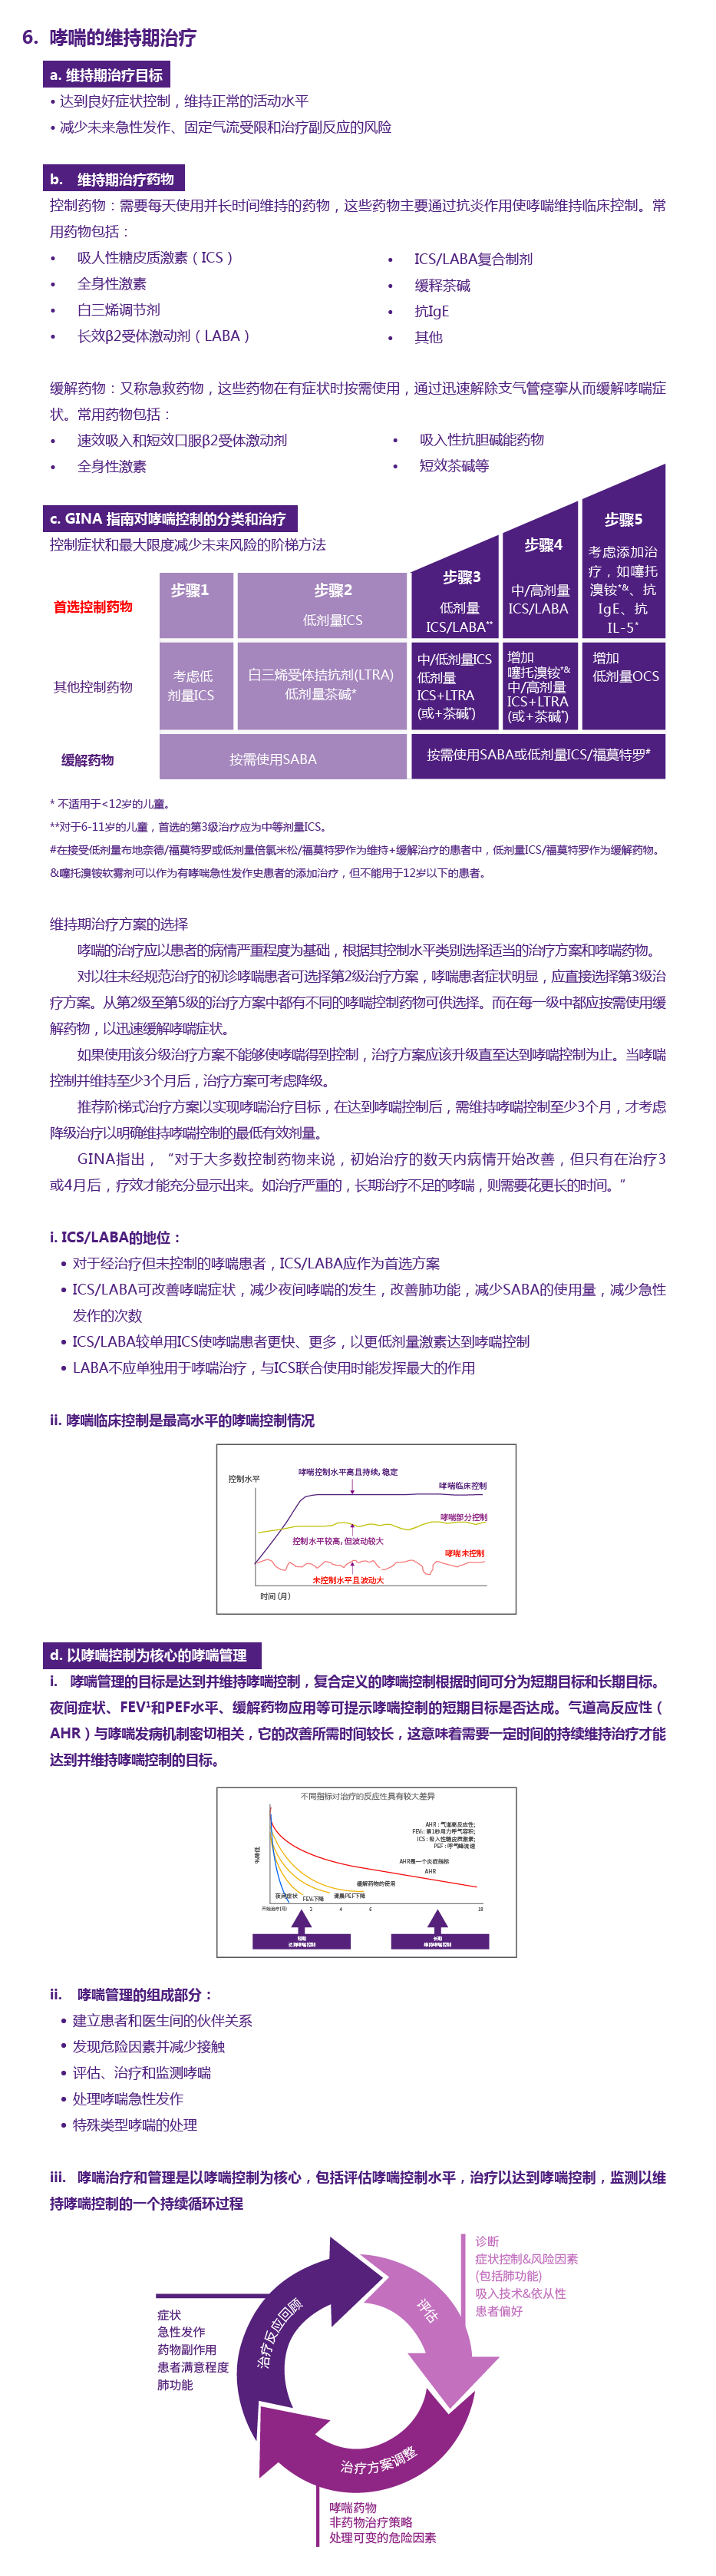 6. 哮喘的维持期治疗
a. 维持期治疗目标
• 达到良好症状控制，维持正常的活动水平
• 减少未来急性发作、固定气流受限和治疗副反应的风险
b. 维持期治疗药物
控制药物：需要每天使用并长时间维持的药物，这些药物主要通过抗炎作用使哮喘维持临床控制。常
用药物包括：
• 吸人性糖皮质激素（ICS）
• 全身性激素
• 白三烯调节剂
• 长效β2受体激动剂（LABA）
• ICS/LABA复合制剂
• 缓释茶碱
• 抗IgE
• 其他
缓解药物：又称急救药物，这些药物在有症状时按需使用，通过迅速解除支气管痉挛从而缓解哮喘症
状。常用药物包括：
• 速效吸入和短效口服β2受体激动剂
• 全身性激素
• 吸入性抗胆碱能药物
• 短效茶碱等
c. GINA 指南对哮喘控制的分类和治疗
控制症状和最大限度减少未来风险的阶梯方法
首选控制药物
步骤1
步骤2
低剂量ICS
步骤3
低剂量
ICS/LABA**
步骤4
中/高剂量
ICS/LABA
步骤5
考虑添加治
疗，如噻托
溴铵*&、抗
IgE、抗
IL-5*
其他控制药物
考虑低
剂量ICS
白三烯受体拮抗剂(LTRA)
低剂量茶碱*
中/低剂量ICS
低剂量
ICS+LTRA
(或+茶碱*)
增加
噻托溴铵*&
中/高剂量
ICS+LTRA
(或+茶碱*)
增加
低剂量OCS
缓解药物
按需使用SABA
按需使用SABA或低剂量ICS/福莫特罗#
* 不适用于<12岁的儿童。
**对于6-11岁的儿童，首选的第3级治疗应为中等剂量ICS。
#在接受低剂量布地奈德/福莫特罗或低剂量倍氯米松/福莫特罗作为维持+缓解治疗的患者中，低剂量ICS/福莫特罗作为缓解药物。
&噻托溴铵软雾剂可以作为有哮喘急性发作史患者的添加治疗，但不能用于12岁以下的患者。
维持期治疗方案的选择
哮喘的治疗应以患者的病情严重程度为基础，根据其控制水平类别选择适当的治疗方案和哮喘药物。
对以往未经规范治疗的初诊哮喘患者可选择第2级治疗方案，哮喘患者症状明显，应直接选择第3级治
疗方案。从第2级至第5级的治疗方案中都有不同的哮喘控制药物可供选择。而在每一级中都应按需使用缓
解药物，以迅速缓解哮喘症状。
如果使用该分级治疗方案不能够使哮喘得到控制，治疗方案应该升级直至达到哮喘控制为止。当哮喘
控制并维持至少3个月后，治疗方案可考虑降级。
推荐阶梯式治疗方案以实现哮喘治疗目标，在达到哮喘控制后，需维持哮喘控制至少3个月，才考虑
降级治疗以明确维持哮喘控制的最低有效剂量。
GINA指出，“对于大多数控制药物来说，初始治疗的数天内病情开始改善，但只有在治疗3
或4月后，疗效才能充分显示出来。如治疗严重的，长期治疗不足的哮喘，则需要花更长的时间。”
i. ICS/LABA的地位：
• 对于经治疗但未控制的哮喘患者，ICS/LABA应作为首选方案
• ICS/LABA可改善哮喘症状，减少夜间哮喘的发生，改善肺功能，减少SABA的使用量，减少急性
发作的次数
• ICS/LABA较单用ICS使哮喘患者更快、更多，以更低剂量激素达到哮喘控制
• LABA不应单独用于哮喘治疗，与ICS联合使用时能发挥最大的作用
ii. 哮喘临床控制是最高水平的哮喘控制情况
控制水平
哮喘控制水平高且持续,稳定
哮喘临床控制
哮喘部分控制
控制水平较高,但波动较大
哮喘未控制
未控制水平且波动大
时间(月)
d. 以哮喘控制为核心的哮喘管理
i. 哮喘管理的目标是达到并维持哮喘控制，复合定义的哮喘控制根据时间可分为短期目标和长期目标。
夜间症状、FEV¹和PEF水平、缓解药物应用等可提示哮喘控制的短期目标是否达成。气道高反应性（
AHR）与哮喘发病机制密切相关，它的改善所需时间较长，这意味着需要一定时间的持续维持治疗才能
达到并维持哮喘控制的目标。
不同指标对治疗的反应性具有较大差异
AHR：气道高反应性;
FEV₁：第1秒用力呼气容积;
ICS：吸入性糖皮质激素;
PEF：呼气峰流速
AHR是一个炎症指标
AHR
缓解药物的使用
夜间症状
FEV₁下降
清晨PEF下降
开始治疗(月)
2
4
6
18
短期
达到哮喘控制
长期
维持哮喘控制
ii. 哮喘管理的组成部分：
• 建立患者和医生间的伙伴关系
• 发现危险因素并减少接触
• 评估、治疗和监测哮喘
• 处理哮喘急性发作
• 特殊类型哮喘的处理
iii. 哮喘治疗和管理是以哮喘控制为核心，包括评估哮喘控制水平，治疗以达到哮喘控制，监测以维
持哮喘控制的一个持续循环过程
诊断
症状控制&风险因素
(包括肺功能)
吸入技术&依从性
患者偏好
评估
治疗反应回顾
症状
急性发作
药物副作用
患者满意程度
肺功能
治疗方案调整
哮喘药物
非药物治疗策略
处理可变的危险因素